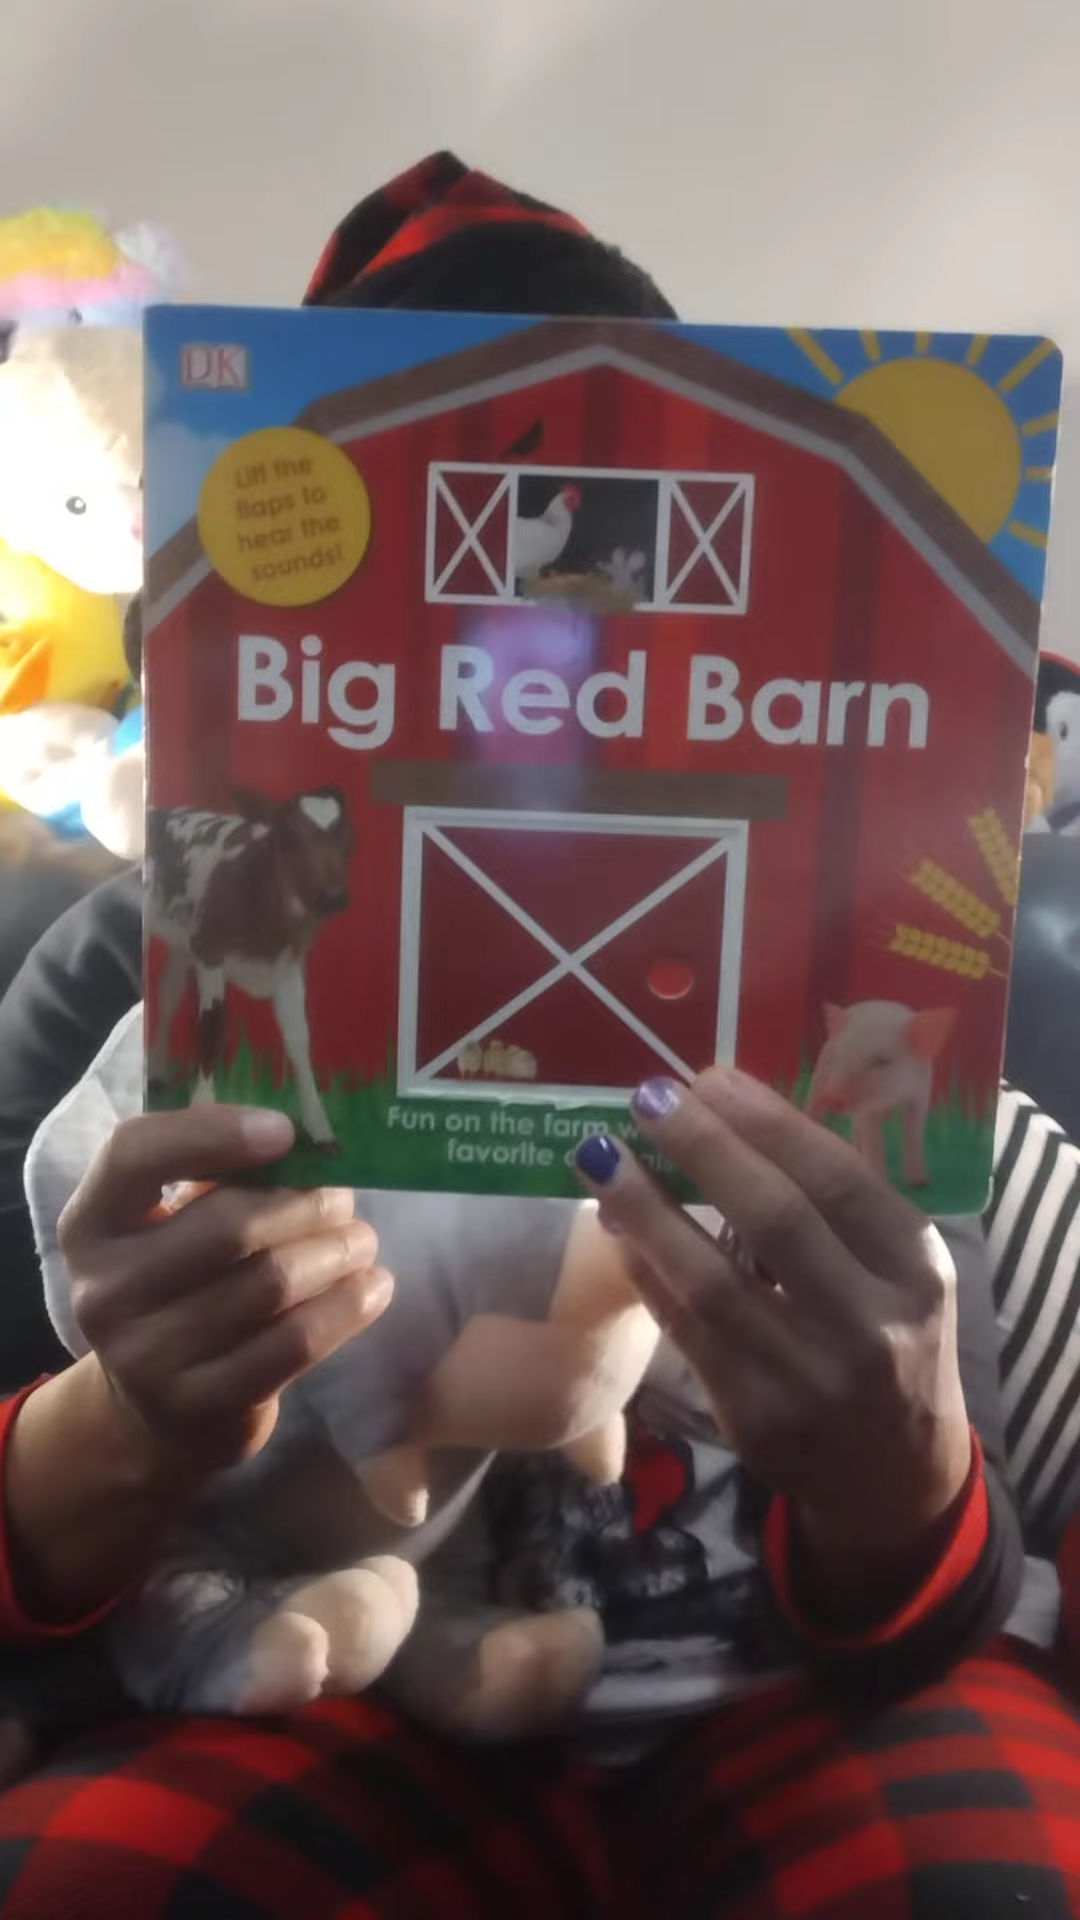 DK
Lift the
flaps to
hear the
sounds!
Big Red Barn
Fun on the farm
favorite